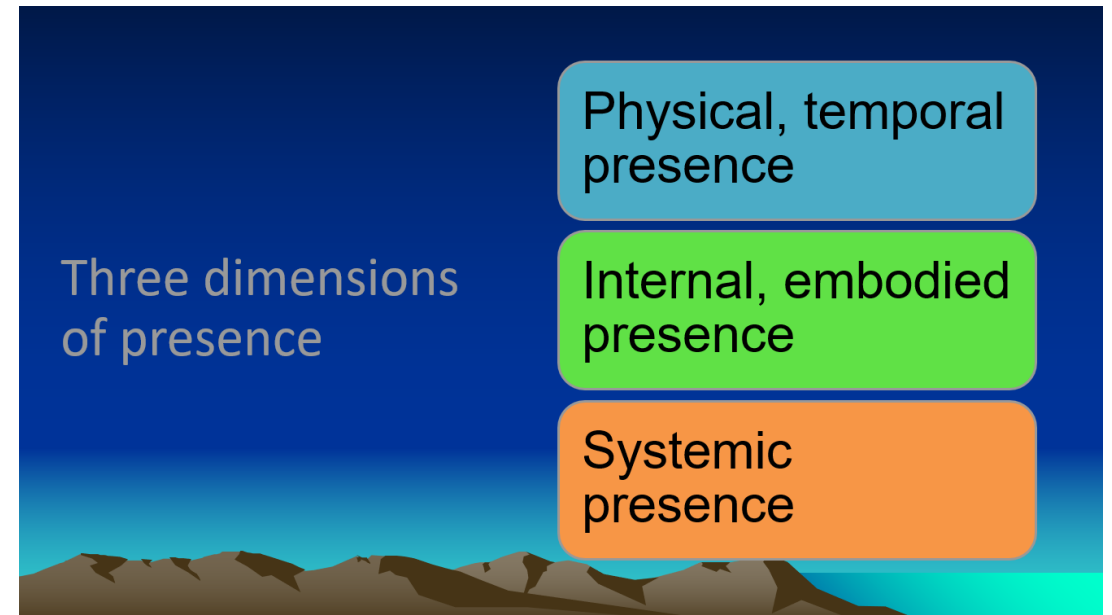 Three dimensions
of presence
Physical, temporal
presence
Internal, embodied
presence
Systemic
presence